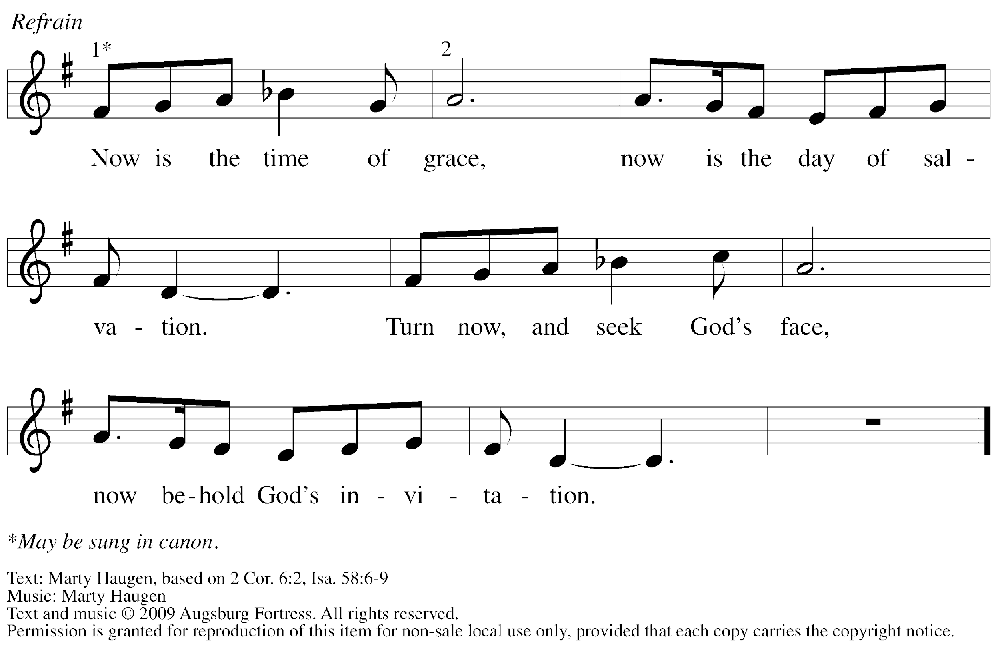 Refrain
1* 2
Now is the time of grace, now is the day of sal -
va - tion. Turn now, and seek God's face,
now be-hold God's in - vi - ta - tion.
*May be sung in canon.
Text: Marty Haugen, based on 2 Cor. 6:2, Isa. 58:6-9
Music: Marty Haugen
Text and music © 2009 Augsburg Fortress. All rights reserved.
Permission is granted for reproduction of this item for non-sale local use only, provided that each copy carries the copyright notice.